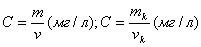 C = m/v (мг/л); C = m_k/v_k (мг/л)